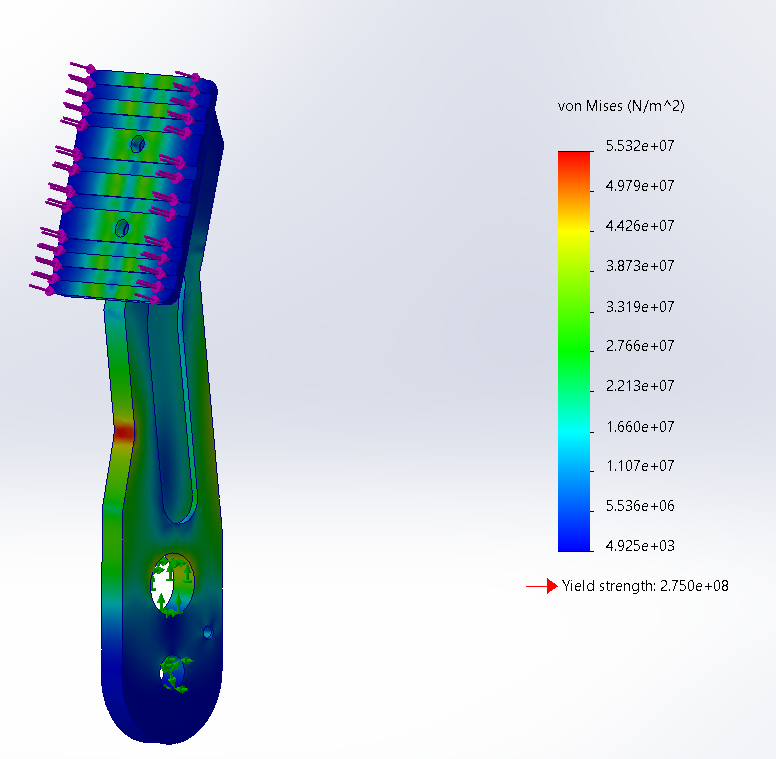 von Mises (N/m^2)
5.532e+07
4.979e+07
4.426e+07
3.873e+07
3.319e+07
2.766e+07
2.213e+07
1.660e+07
1.107e+07
5.536e+06
4.925e+03
Yield strength: 2.750e+08